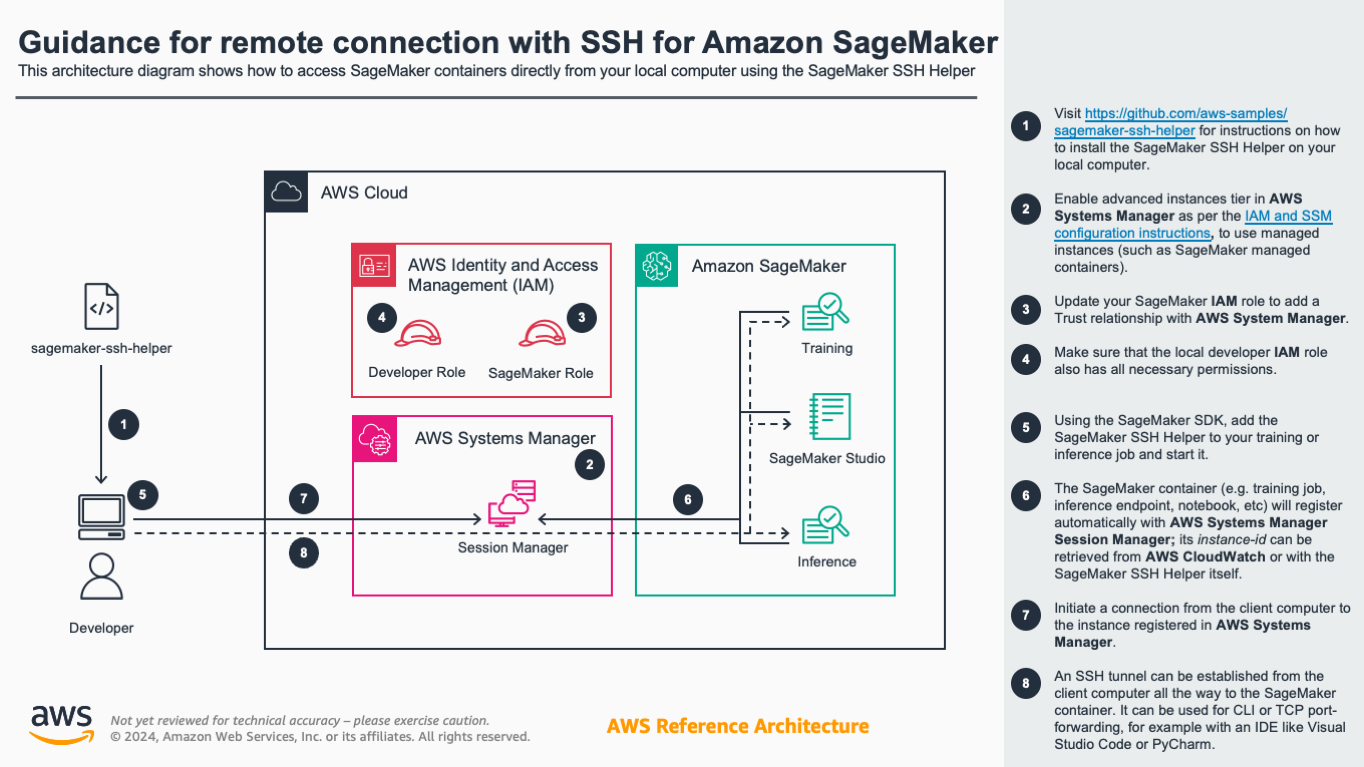 Guidance for remote connection with SSH for Amazon SageMaker
This architecture diagram shows how to access SageMaker containers directly from your local computer using the SageMaker SSH Helper
AWS Cloud
AWS Identity and Access
Management (IAM)
4
3
Developer Role
SageMaker Role
Amazon SageMaker
Training
SageMaker Studio
Inference
AWS Systems Manager
2
Session Manager
sagemaker-ssh-helper
1
5
7
8
6
Developer
1
Visit https://github.com/aws-samples/
sagemaker-ssh-helper for instructions on how
to install the SageMaker SSH Helper on your
local computer.
2
Enable advanced instances tier in AWS
Systems Manager as per the IAM and SSM
configuration instructions, to use managed
instances (such as SageMaker managed
containers).
3
Update your SageMaker IAM role to add a
Trust relationship with AWS System Manager.
4
Make sure that the local developer IAM role
also has all necessary permissions.
5
Using the SageMaker SDK, add the
SageMaker SSH Helper to your training or
inference job and start it.
6
The SageMaker container (e.g. training job,
inference endpoint, notebook, etc) will register
automatically with AWS Systems Manager
Session Manager; its instance-id can be
retrieved from AWS CloudWatch or with the
SageMaker SSH Helper itself.
7
Initiate a connection from the client computer to
the instance registered in AWS Systems
Manager.
8
An SSH tunnel can be established from the
client computer all the way to the SageMaker
container. It can be used for CLI or TCP port-
forwarding, for example with an IDE like Visual
Studio Code or PyCharm.
aws
Not yet reviewed for technical accuracy – please exercise caution.
© 2024, Amazon Web Services, Inc. or its affiliates. All rights reserved.
AWS Reference Architecture